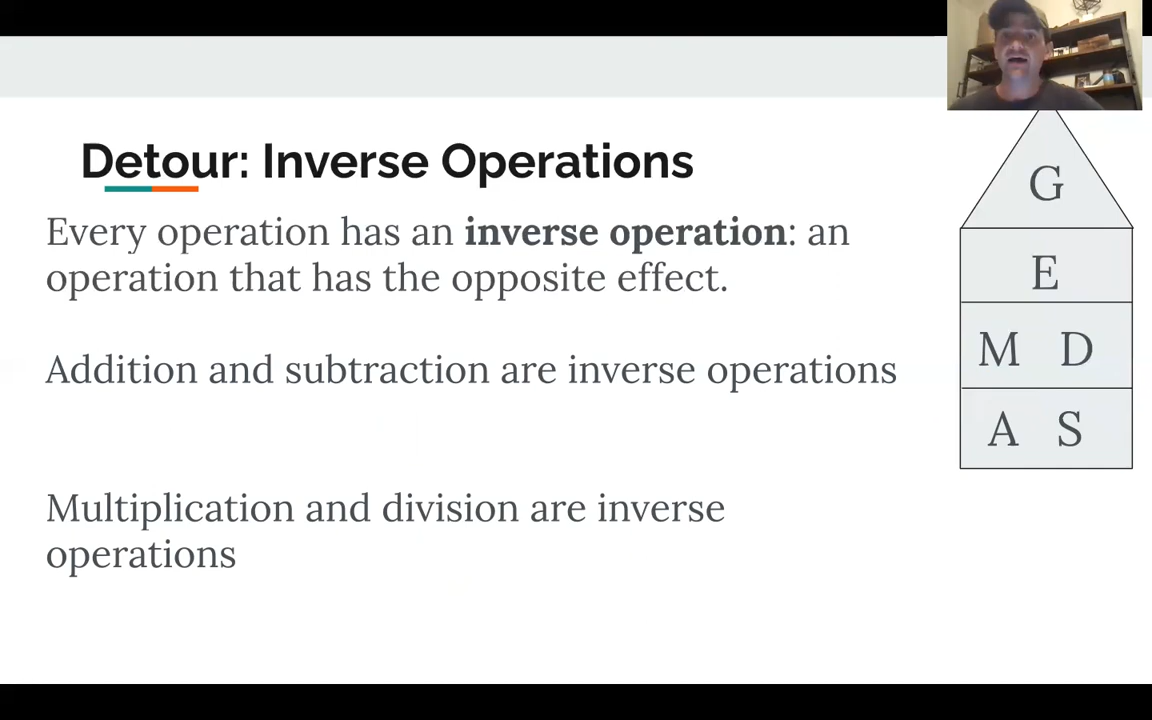 Detour: Inverse Operations
Every operation has an inverse operation: an
operation that has the opposite effect.
Addition and subtraction are inverse operations
Multiplication and division are inverse
operations
G
E
M D
A S